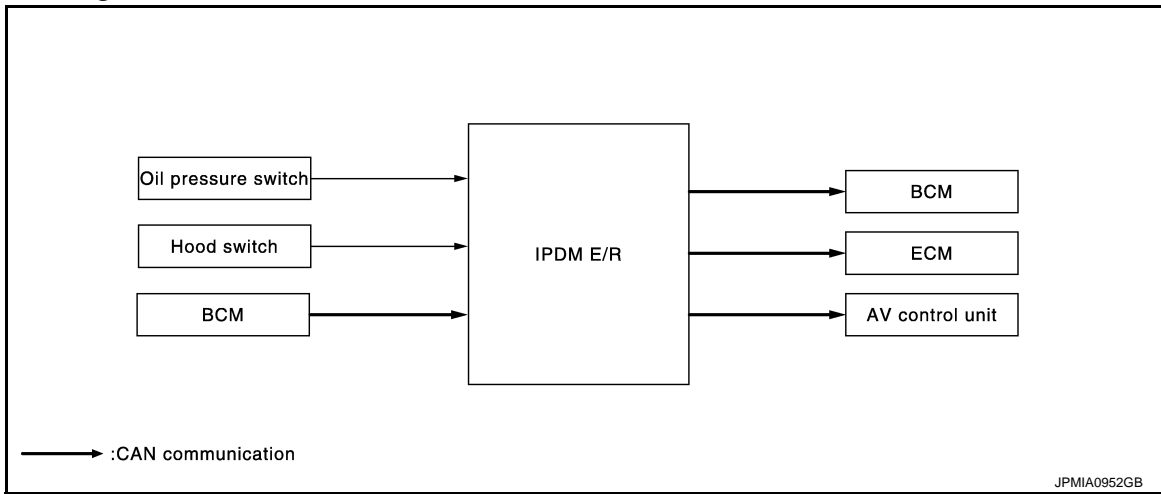 Oil pressure switch
Hood switch
BCM
IPDM E/R
BCM
ECM
AV control unit
:CAN communication
JPMIA0952GB